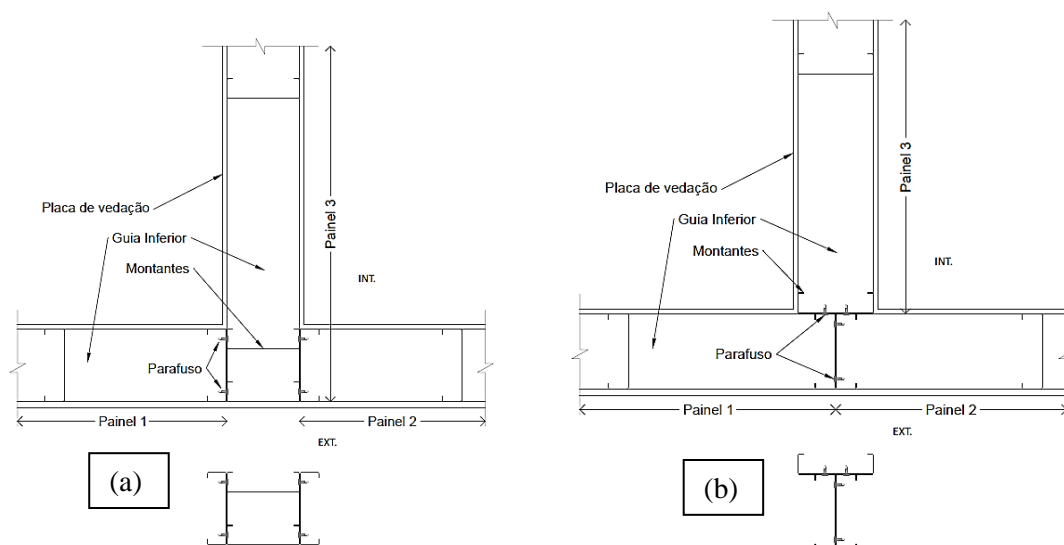 Placa de vedação
Guia Inferior
Montantes
Painel 3
INT.
Parafuso
Painel 1
Painel 2
EXT.
(a)
Placa de vedação
Guia Inferior
Montantes
Painel 3
INT.
Parafuso
Painel 1
Painel 2
EXT.
(b)